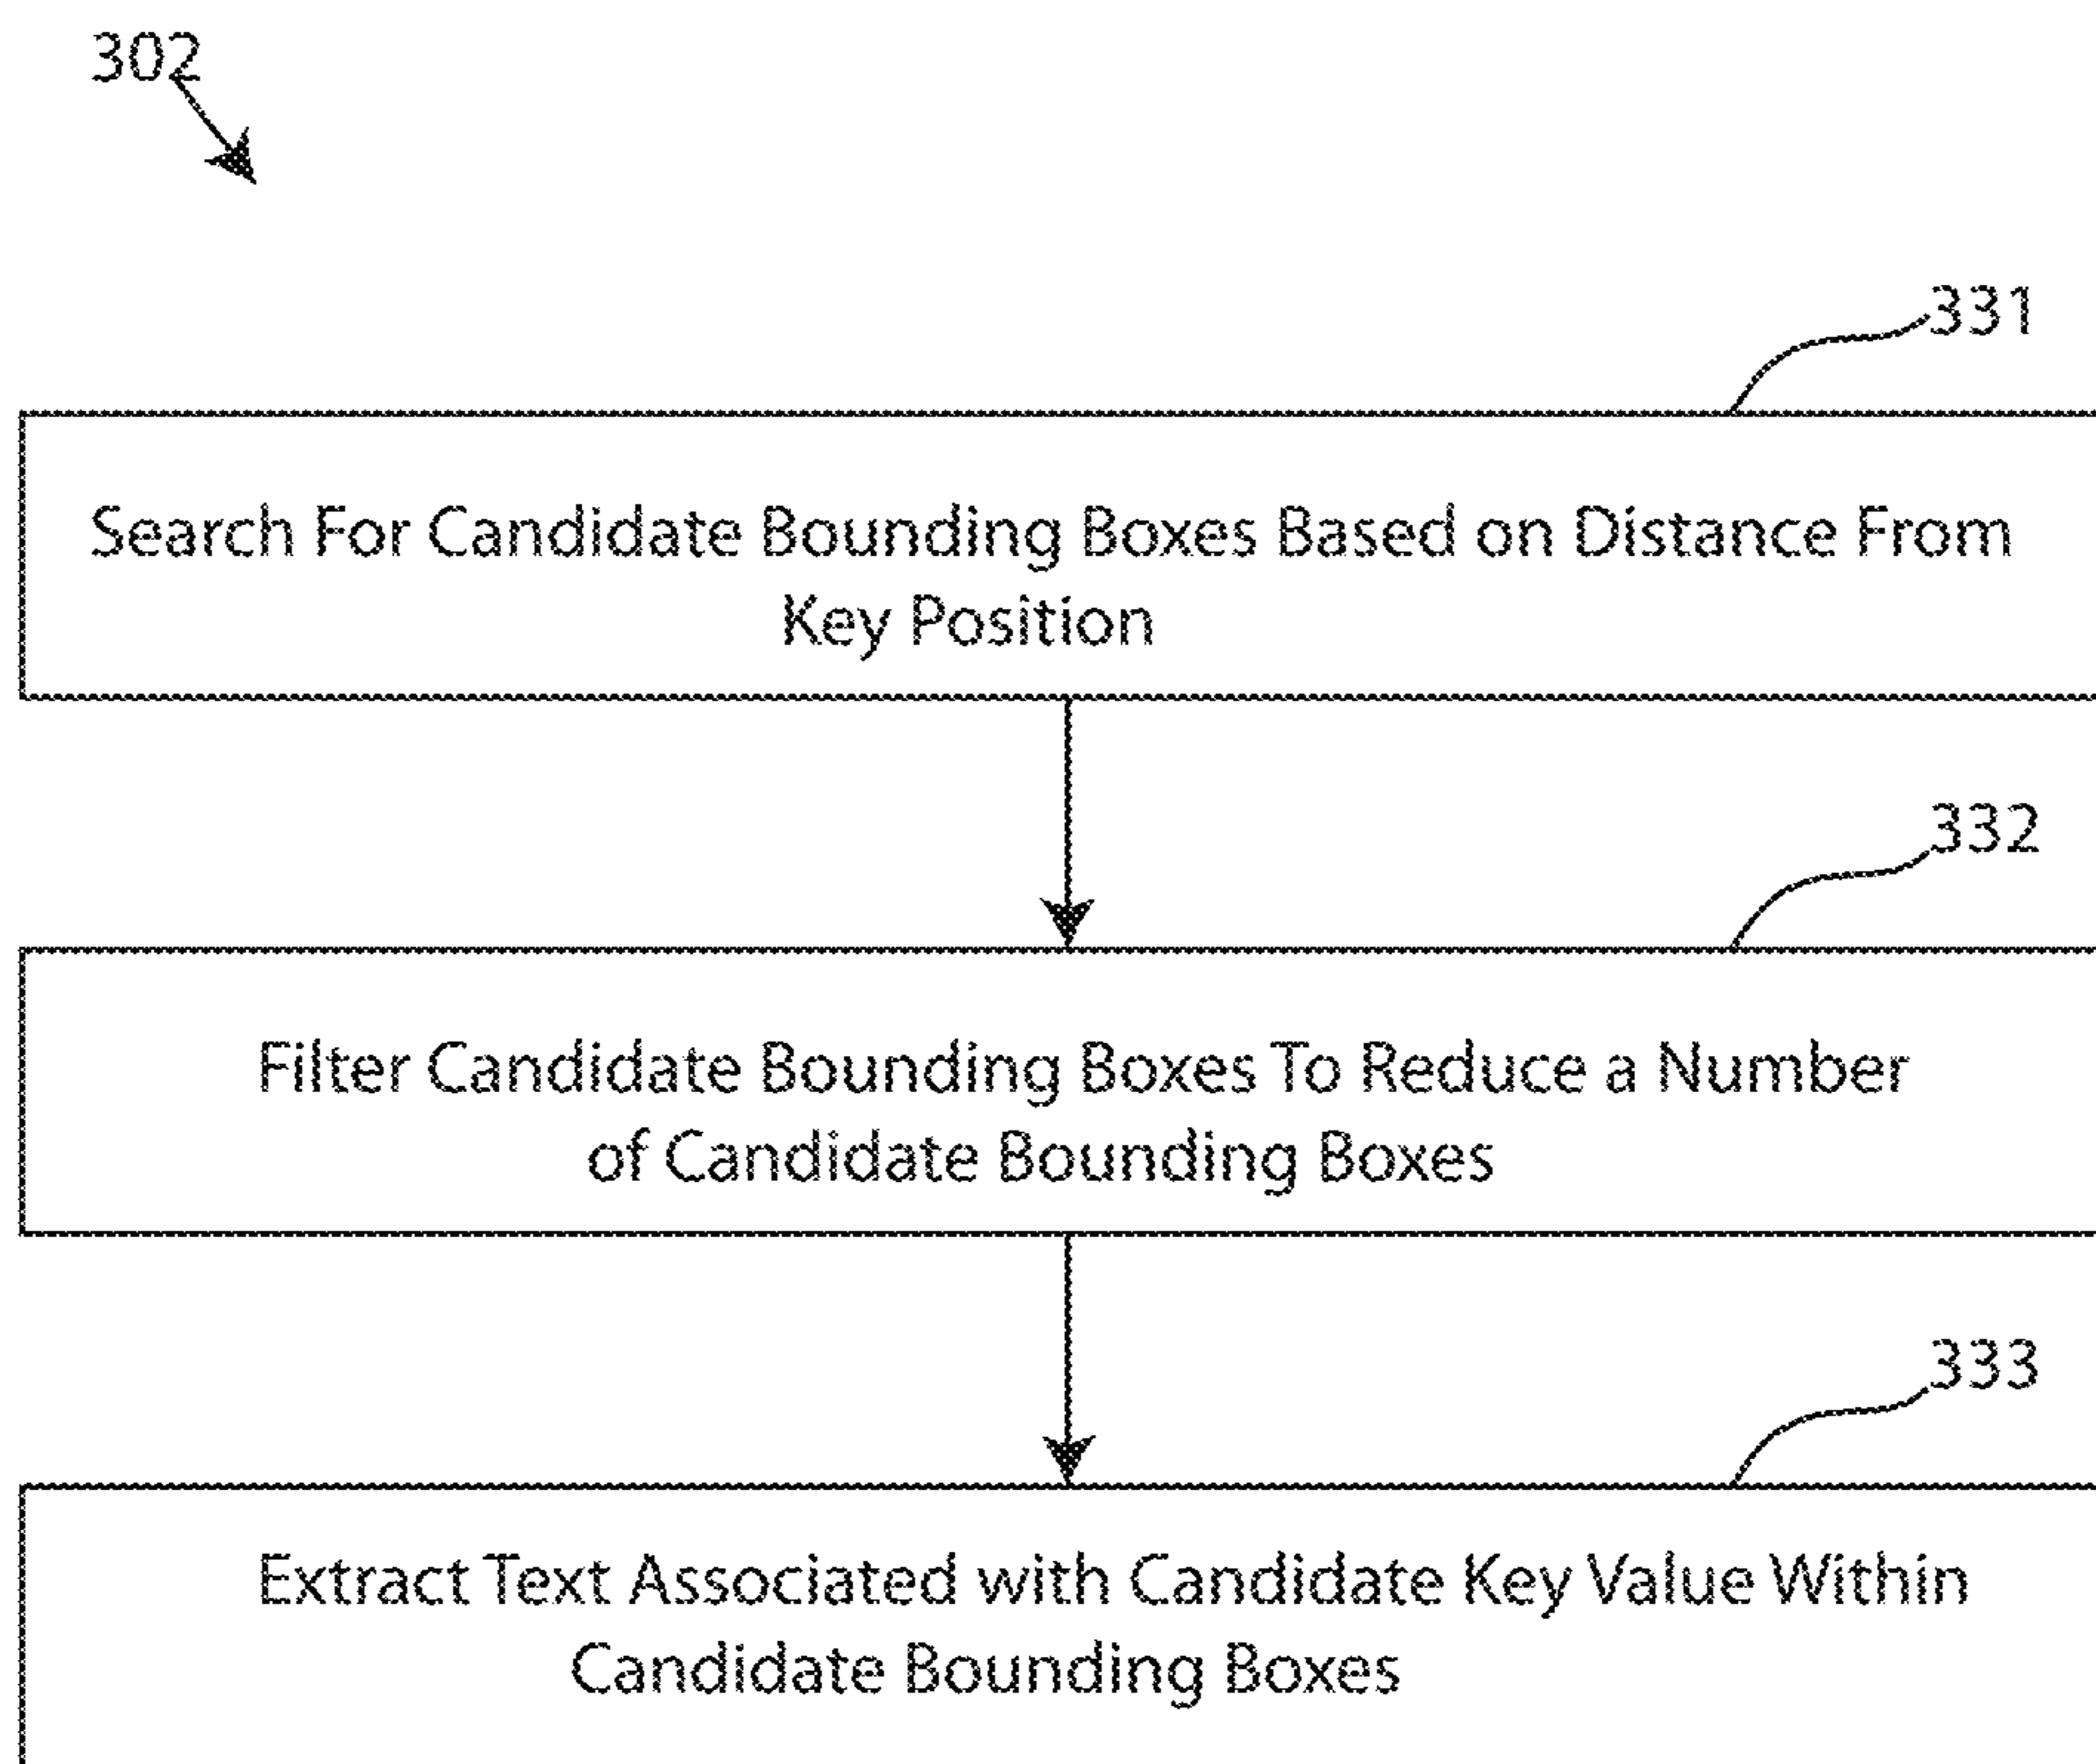 302
331
Search For Candidate Bounding Boxes Based on Distance From
Key Position
332
Filter Candidate Bounding Boxes To Reduce a Number
of Candidate Bounding Boxes
333
Extract Text Associated with Candidate Key Value Within
Candidate Bounding Boxes